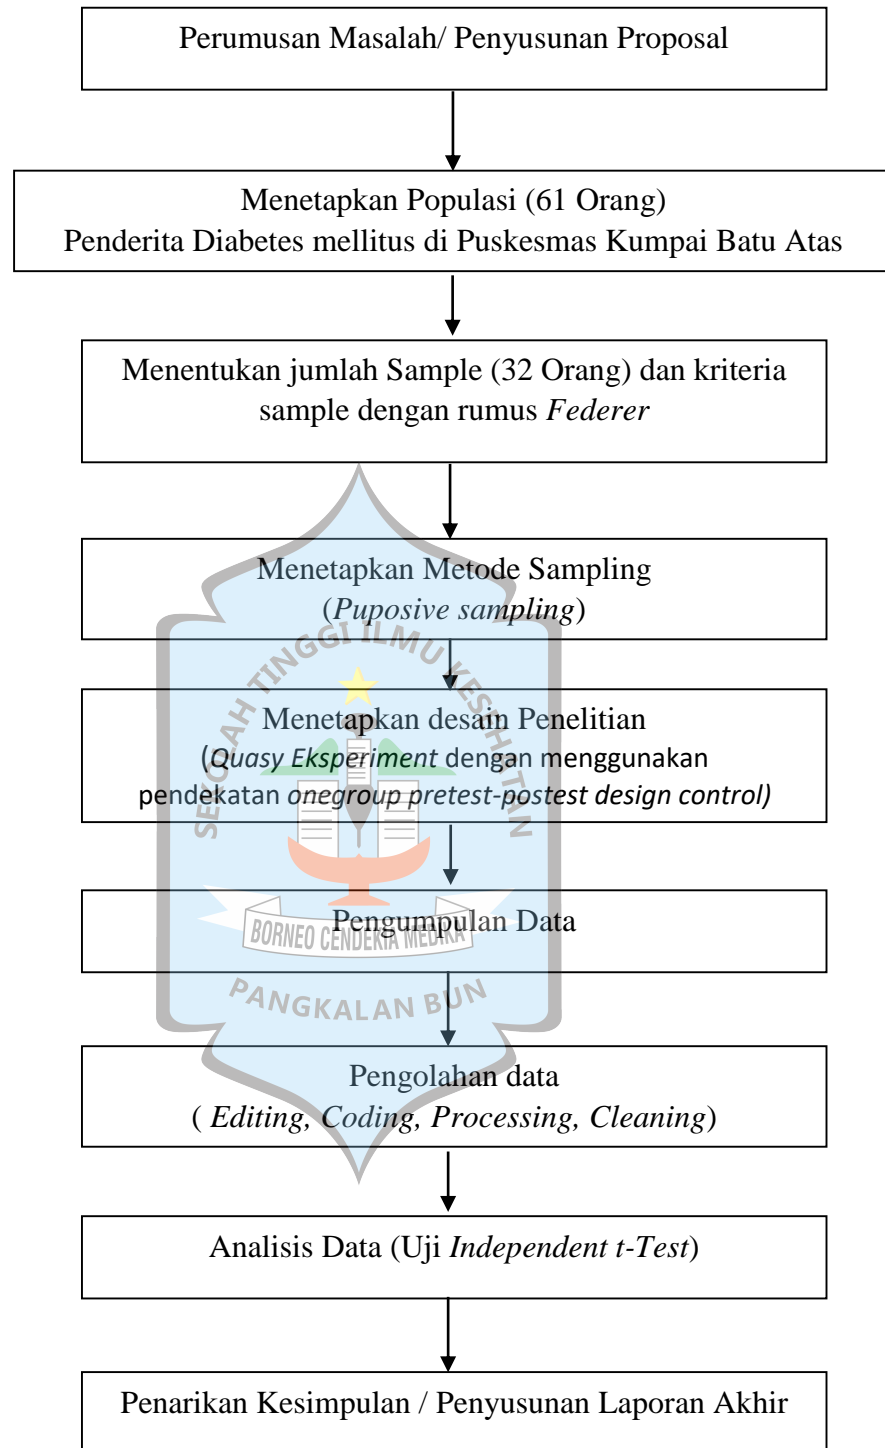 Perumusan Masalah/ Penyusunan Proposal
Menetapkan Populasi (61 Orang)
Penderita Diabetes mellitus di Puskesmas Kumpai Batu Atas
Menentukan jumlah Sample (32 Orang) dan kriteria
sample dengan rumus Federer
Menetapkan Metode Sampling
(Puposive sampling)
SEKOLAH TINGGI ILMU KESEHATAN
Menetapkan desain Penelitian
(Quasy Eksperiment dengan menggunakan
pendekatan onegroup pretest-postest design control)
Pengumpulan Data
BORNEO CENDEKIA MEDIKA
PANGKALAN BUN
Pengolahan data
( Editing, Coding, Processing, Cleaning)
Analisis Data (Uji Independent t-Test)
Penarikan Kesimpulan / Penyusunan Laporan Akhir